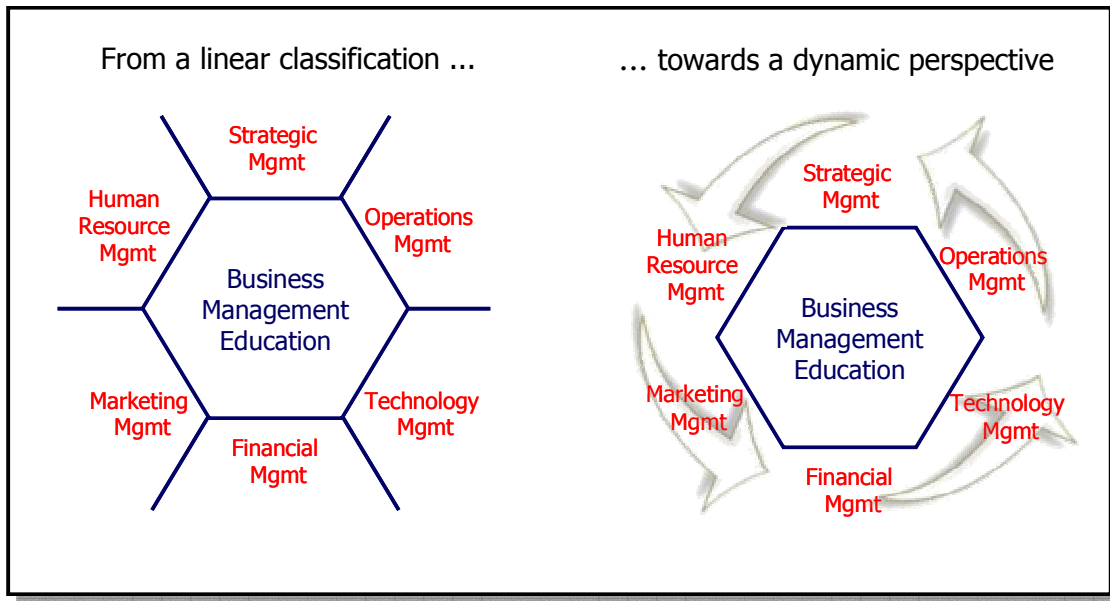 From a linear classification ...
Strategic
Mgmt
Human
Resource
Mgmt
Operations
Mgmt
Business
Management
Education
Marketing
Mgmt
Technology
Mgmt
Financial
Mgmt
... towards a dynamic perspective
Strategic
Mgmt
Human
Resource
Mgmt
Operations
Mgmt
Business
Management
Education
Marketing
Mgmt
Technology
Mgmt
Financial
Mgmt